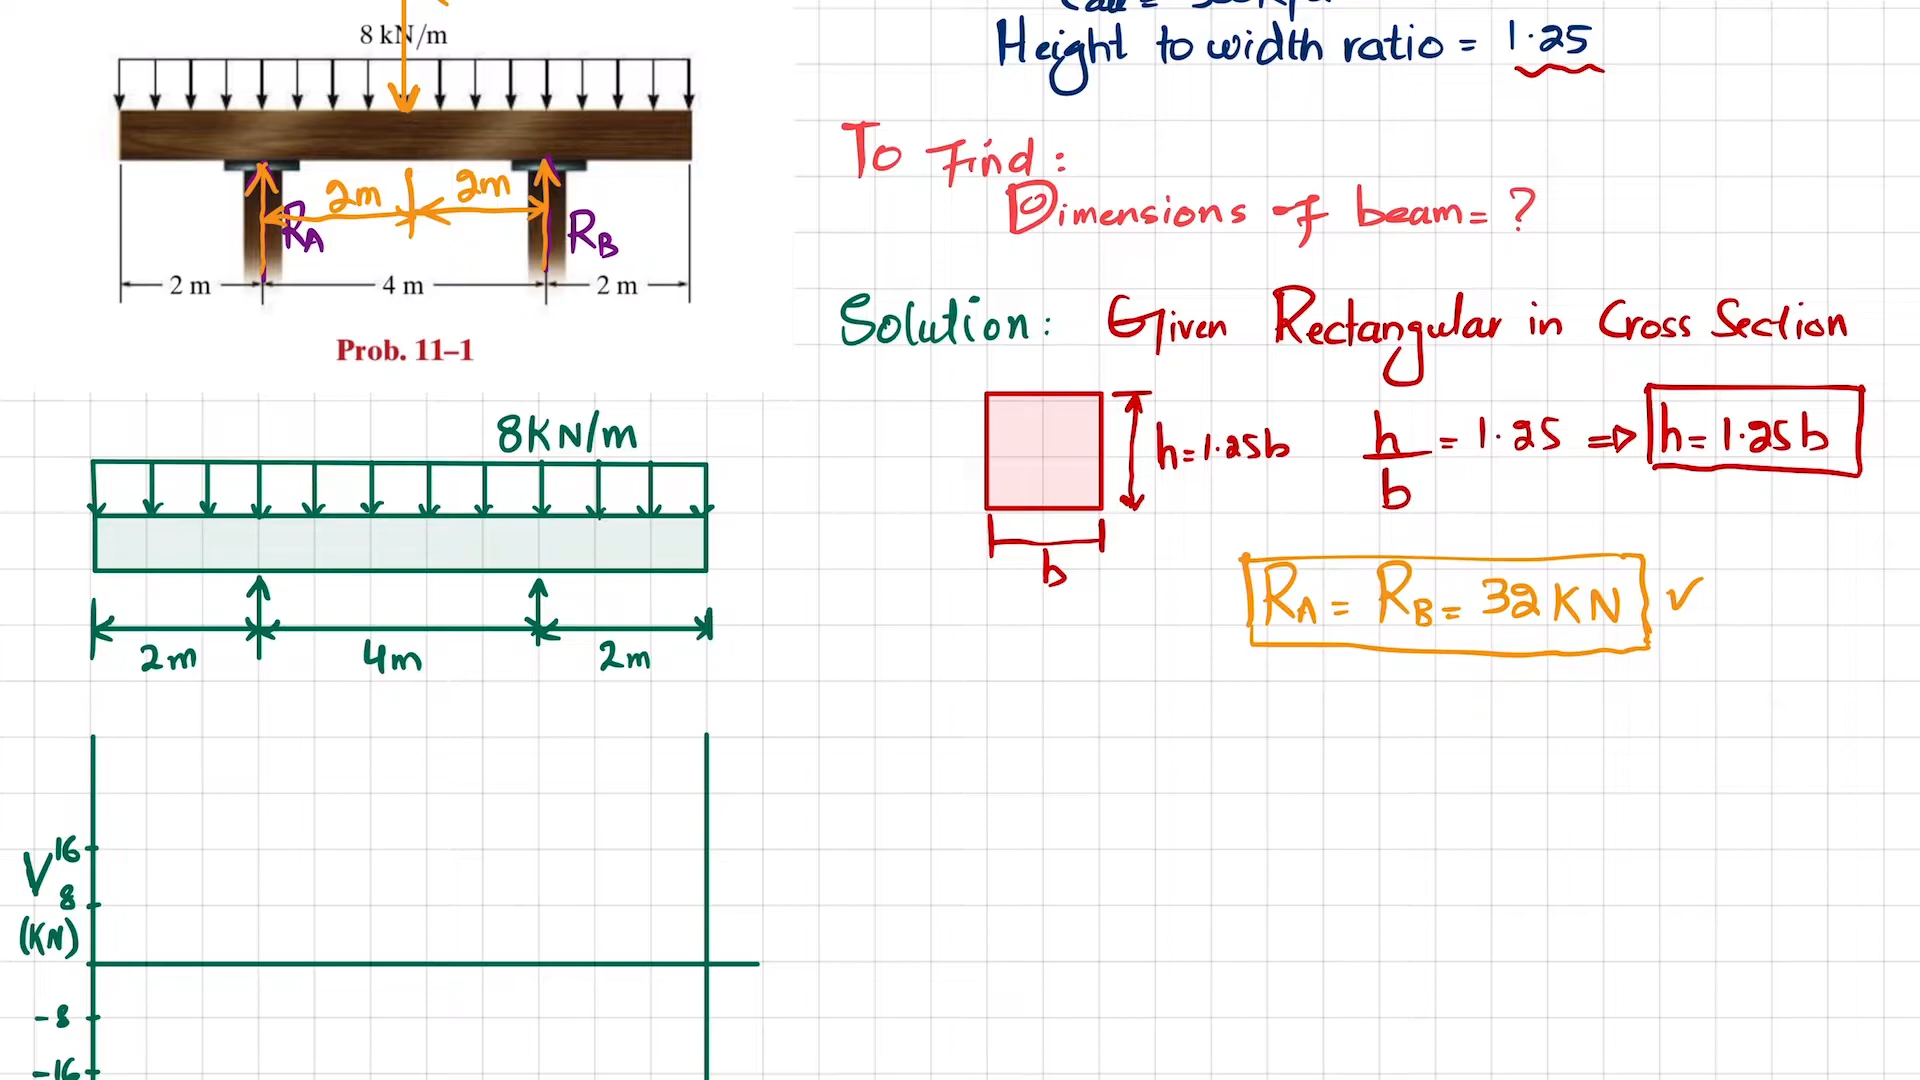 8 kN/m
2m
2m
RA
RB
2 m
4 m
2 m
Prob. 11–1
Height to width ratio = 1.25
To Find:
Dimensions of beam = ?
Solution: Given Rectangular in Cross Section
h=1.25b
b
h/b = 1.25 ⇒ h= 1.25b
RA = RB = 32KN ✓
8KN/m
2m
4m
2m
16
V
8
(KN)
-8
-16